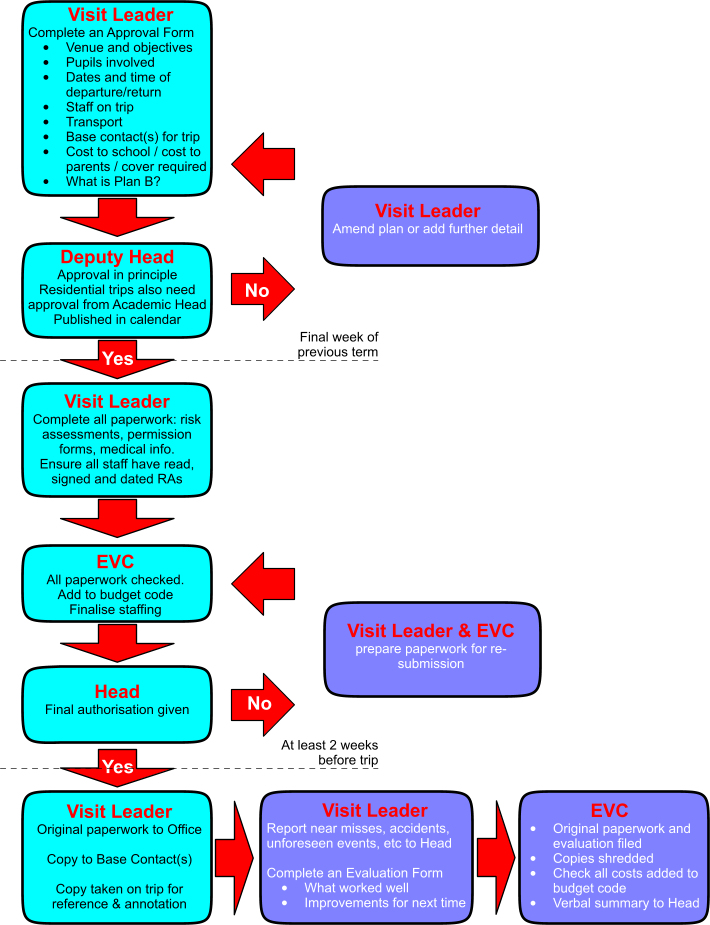 Visit Leader
Complete an Approval Form
• Venue and objectives
• Pupils involved
• Dates and time of
departure/return
• Staff on trip
• Transport
• Base contact(s) for trip
• Cost to school / cost to
parents / cover required
• What is Plan B?
Visit Leader
Amend plan or add further detail
Deputy Head
Approval in principle
Residential trips also need
approval from Academic Head
Published in calendar
No
Final week of
previous term
Yes
Visit Leader
Complete all paperwork: risk
assessments, permission
forms, medical info.
Ensure all staff have read,
signed and dated RAs
EVC
All paperwork checked.
Add to budget code
Finalise staffing
Visit Leader & EVC
prepare paperwork for re-
submission
Head
Final authorisation given
No
At least 2 weeks
before trip
Yes
Visit Leader
Original paperwork to Office
Copy to Base Contact(s)
Copy taken on trip for
reference & annotation
Visit Leader
Report near misses, accidents,
unforeseen events, etc to Head
Complete an Evaluation Form
• What worked well
• Improvements for next time
EVC
• Original paperwork and
evaluation filed
• Copies shredded
• Check all costs added to
budget code
• Verbal summary to Head